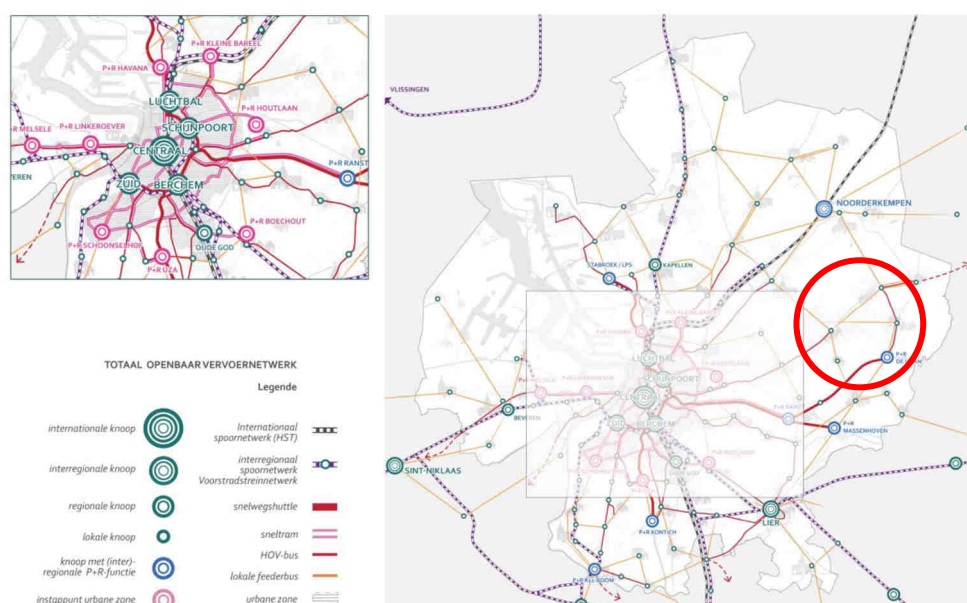 P+R KLEINE BAREEL
P+R HAVANA
LUCHTBAL
P+R HOUTLAAN
SCHIJNPOORT
P+R MELSELE
P+R LINKEROEVER
CENTRAAL
P+R RANST
VEREN
ZUID
BERCHEM
P+R BOECHOUT
P+R SCHOONSELHOF
OUDE GOD
P+R UZA
VLISSINGEN
NOORDERKEMPEN
STABROEK / LPS
KAPELLEN
LUCHTBAL
SCHIJNPOORT
P+R
BEVEREN
BERCHEM
P+R
MASSENHOVEN
SINT-NIKLAAS
LIER
P+R KONTICH
TOTAAL OPENBAAR VERVOERNETWERK
Legende
internationale knoop
Internationaal
spoornetwerk (HST)
interregionale knoop
interregionaal
spoornetwerk
Voorstadstreinnetwerk
regionale knoop
snelwegshuttle
lokale knoop
sneltram
HOV-bus
knoop met (inter)-
regionale P+R-functie
lokale feederbus
instappunt urbane zone
urbane zone